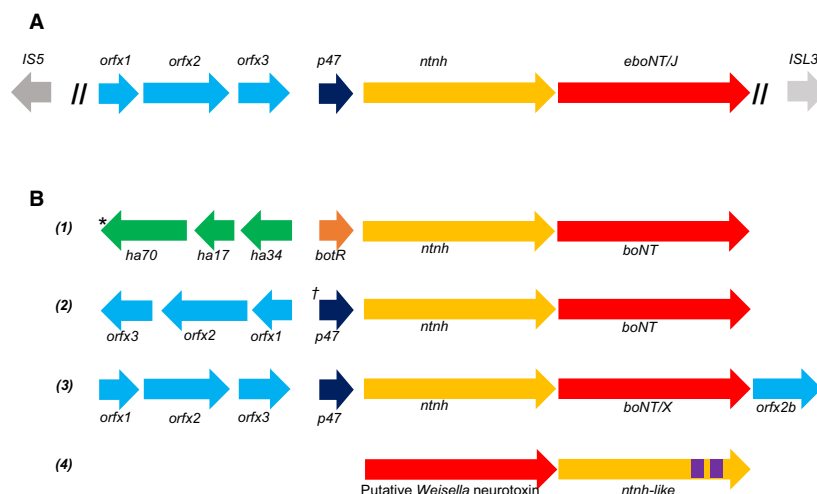 A
IS5 orfx1 orfx2 orfx3 p47 ntnh eboNT/J ISL3
// //
B
(1) * ha70 ha17 ha34 botR ntnh boNT
(2) orfx3 orfx2 orfx1 † p47 ntnh boNT
(3) orfx1 orfx2 orfx3 p47 ntnh boNT/X orfx2b
(4) Putative Weisella neurotoxin ntnh-like